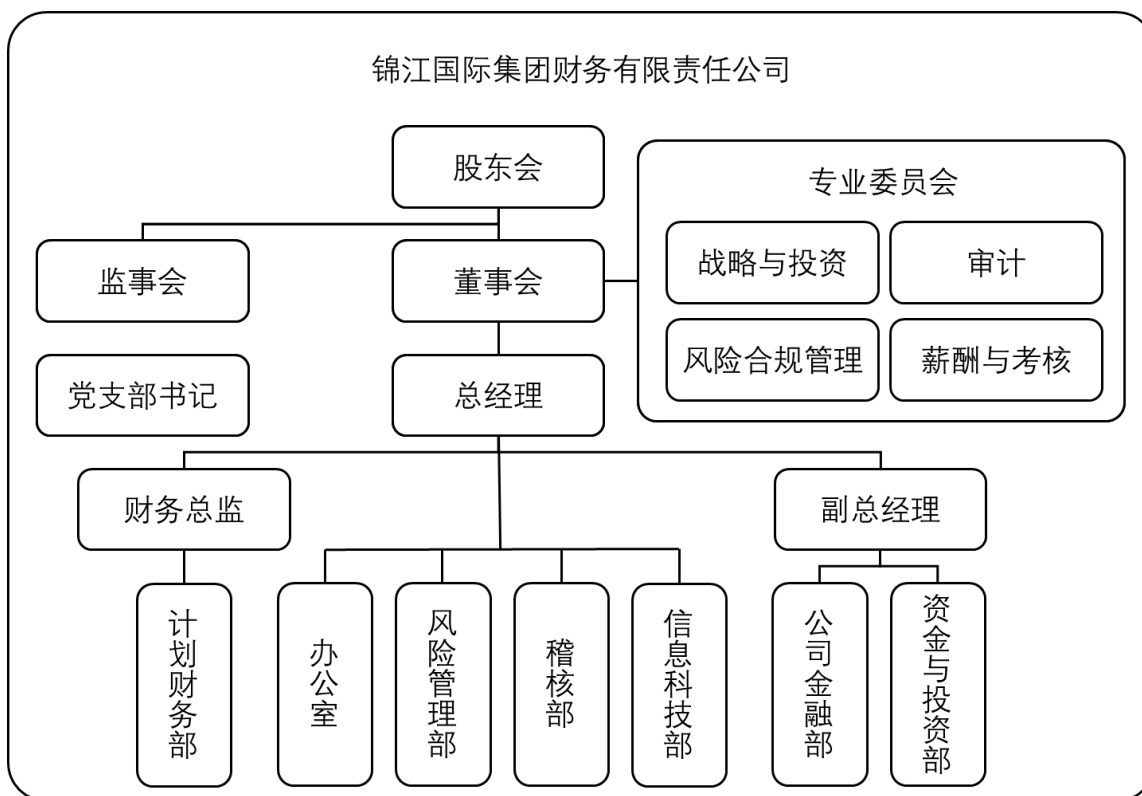 锦江国际集团财务有限责任公司
股东会
专业委员会
战略与投资
审计
监事会
董事会
风险合规管理
薪酬与考核
党支部书记
总经理
财务总监
副总经理
计划财务部
办公室
风险管理部
稽核部
信息科技部
公司金融部
资金与投资部